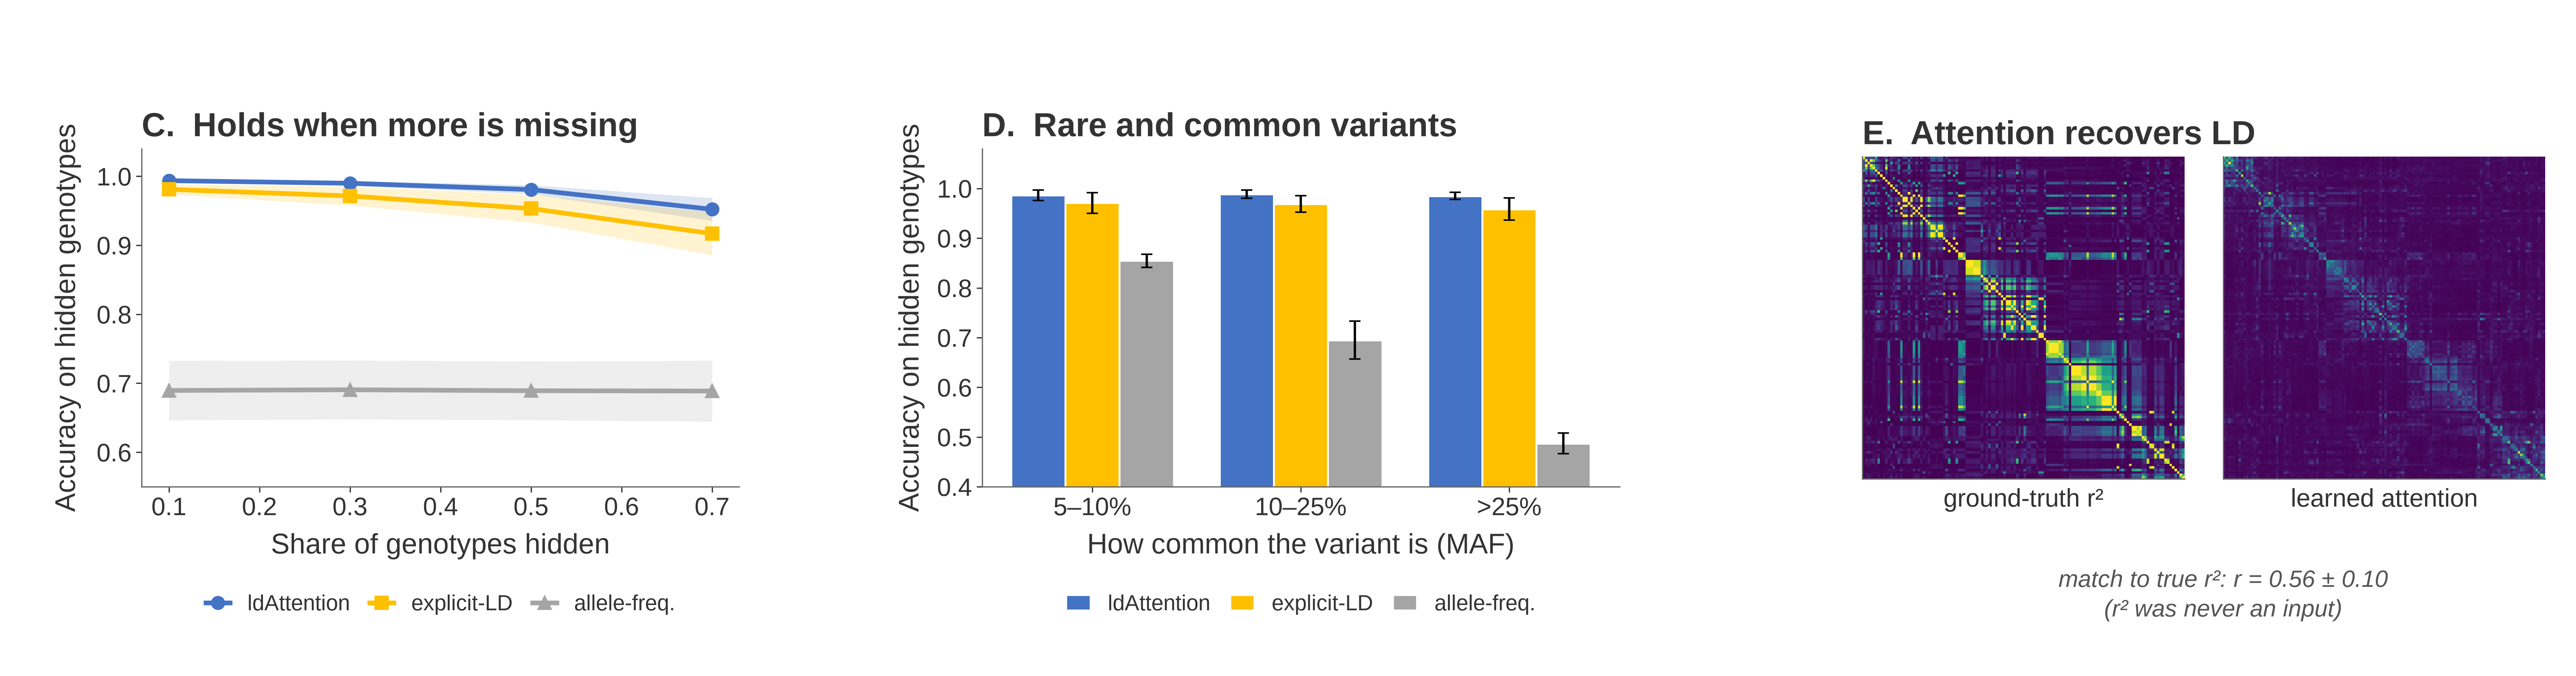 C.  Holds when more is missing
Accuracy on hidden genotypes
1.0
0.9
0.8
0.7
0.6
0.1 0.2 0.3 0.4 0.5 0.6 0.7
Share of genotypes hidden
ldAttention explicit-LD allele-freq.
D.  Rare and common variants
Accuracy on hidden genotypes
1.0
0.9
0.8
0.7
0.6
0.5
0.4
5–10% 10–25% >25%
How common the variant is (MAF)
ldAttention explicit-LD allele-freq.
E.  Attention recovers LD
ground-truth r² learned attention
match to true r²: r = 0.56 ± 0.10
(r² was never an input)